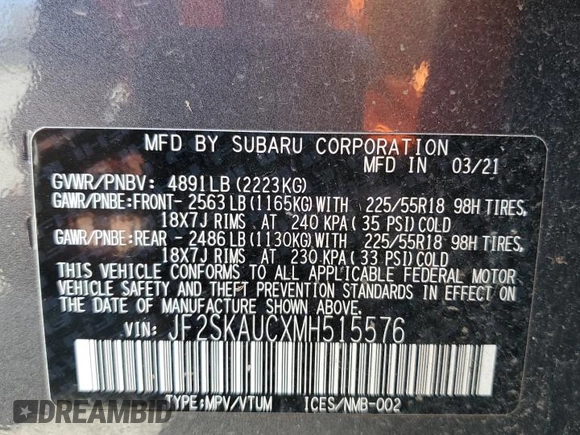 MFD BY SUBARU CORPORATION
MFD IN 03/21
GVWR/PNBV: 4891LB(2223KG)
GAWR/PNBE:FRONT-2563LB(1165KG)WITH 225/55R18 98H TIRES,
18X7J RIMS AT 240 KPA(35 PSI)COLD
GAWR/PNBE:REAR -2486LB(1130KG)WITH 225/55R18 98H TIRES,
18X7J RIMS AT 230 KPA(33 PSI)COLD
THIS VEHICLE CONFORMS TO ALL APPLICABLE FEDERAL MOTOR
VEHICLE SAFETY AND THEFT PREVENTION STANDARDS IN EFFECT ON
THE DATE OF MANUFACTURE SHOWN ABOVE.
VIN: JF2SKAUCXMH515576
TYPE:MPV/VTUM ICES/NMB-002
DREAMBID